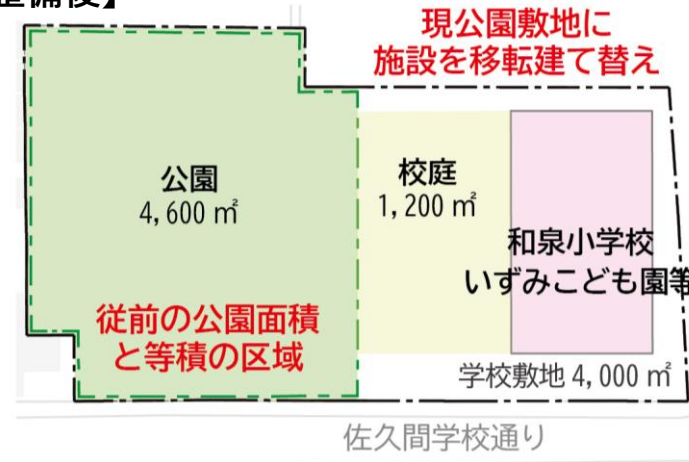 整備後】
現公園敷地に
施設を移転建て替え
公園
4,600 ㎡
校庭
1,200 ㎡
和泉小学校
いずみこども園等
従前の公園面積
と等積の区域
学校敷地 4,000 ㎡
佐久間学校通り